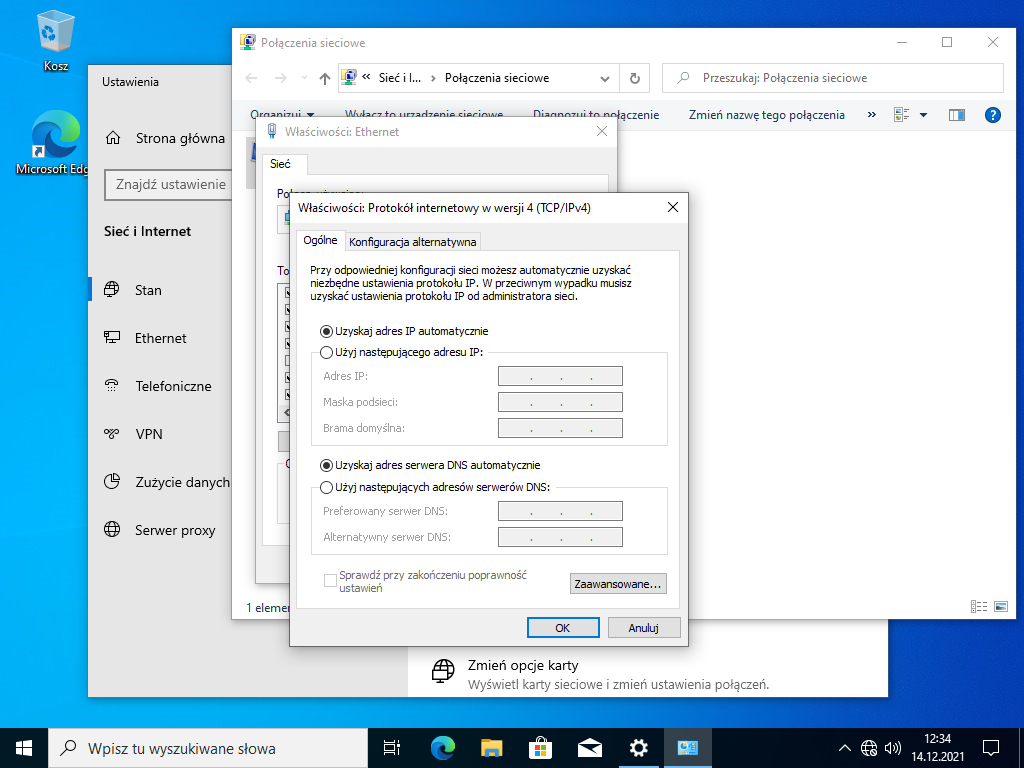 Kosz
Microsoft Edg
Ustawienia
Strona główna
Znajdź ustawienie
Sieć i Internet
Stan
Ethernet
Telefoniczne
VPN
Zużycie danych
Serwer proxy
Połączenia sieciowe
« Sieć i I... › Połączenia sieciowe
Przeszukaj: Połączenia sieciowe
Organizuj
Wyłącz to urządzenie sieciowe
Diagnozuj to połączenie
Zmień nazwę tego połączenia
»
Właściwości: Ethernet
Sieć
Właściwości: Protokół internetowy w wersji 4 (TCP/IPv4)
Ogólne
Konfiguracja alternatywna
Przy odpowiedniej konfiguracji sieci możesz automatycznie uzyskać
niezbędne ustawienia protokołu IP. W przeciwnym wypadku musisz
uzyskać ustawienia protokołu IP od administratora sieci.
Uzyskaj adres IP automatycznie
Użyj następującego adresu IP:
Adres IP:
Maska podsieci:
Brama domyślna:
Uzyskaj adres serwera DNS automatycznie
Użyj następujących adresów serwerów DNS:
Preferowany serwer DNS:
Alternatywny serwer DNS:
Sprawdź przy zakończeniu poprawność
ustawień
Zaawansowane...
OK
Anuluj
1 elemen
Zmień opcje karty
Wyświetl karty sieciowe i zmień ustawienia połączeń.
Wpisz tu wyszukiwane słowa
12:34
14.12.2021